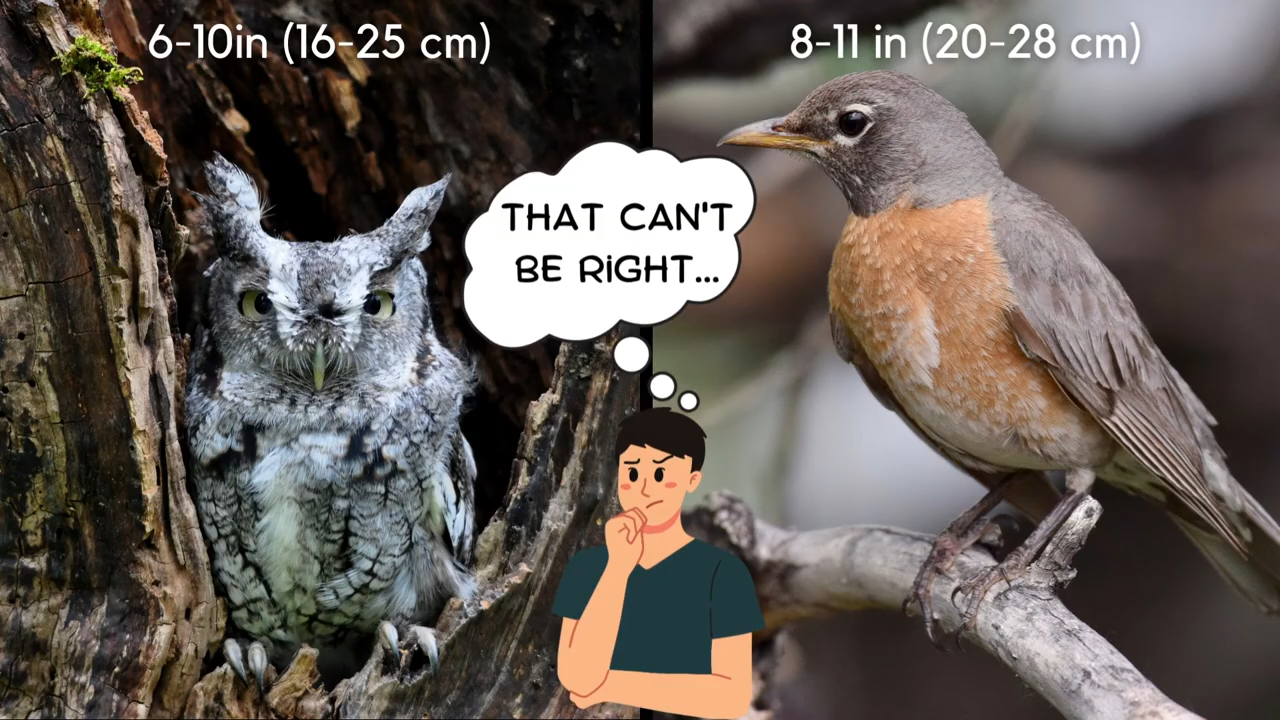 6-10in (16-25 cm)
8-11 in (20-28 cm)
THAT CAN'T
BE RiGHT...